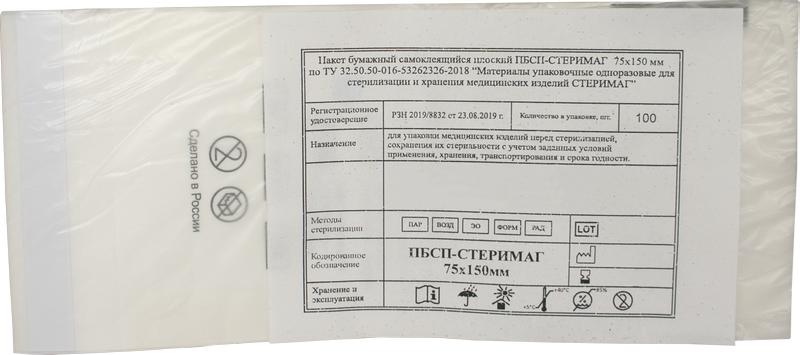 Пакет бумажный самоклеящийся плоский ПБСП-СТЕРИМАГ 75х150 мм
по ТУ 32.50.50-016-53262326-2018 "Материалы упаковочные одноразовые для
стерилизации и хранения медицинских изделий СТЕРИМАГ"
Регистрационное
удостоверение
РЗН 2019/8832 от 23.08.2019 г.
Количество в упаковке, шт.
100
Назначение
для упаковки медицинских изделий перед стерилизацией,
сохранения их стерильности с учетом заданных условий
применения, хранения, транспортирования и срока годности.
Методы
стерилизации
ПАР ВОЗД ЭО ФОРМ РАД
LOT
Кодированное
обозначение
ПБСП-СТЕРИМАГ
75х150мм
Хранение и
эксплуатация
+5°C
+40°C
85%
2
Сделано в России
2